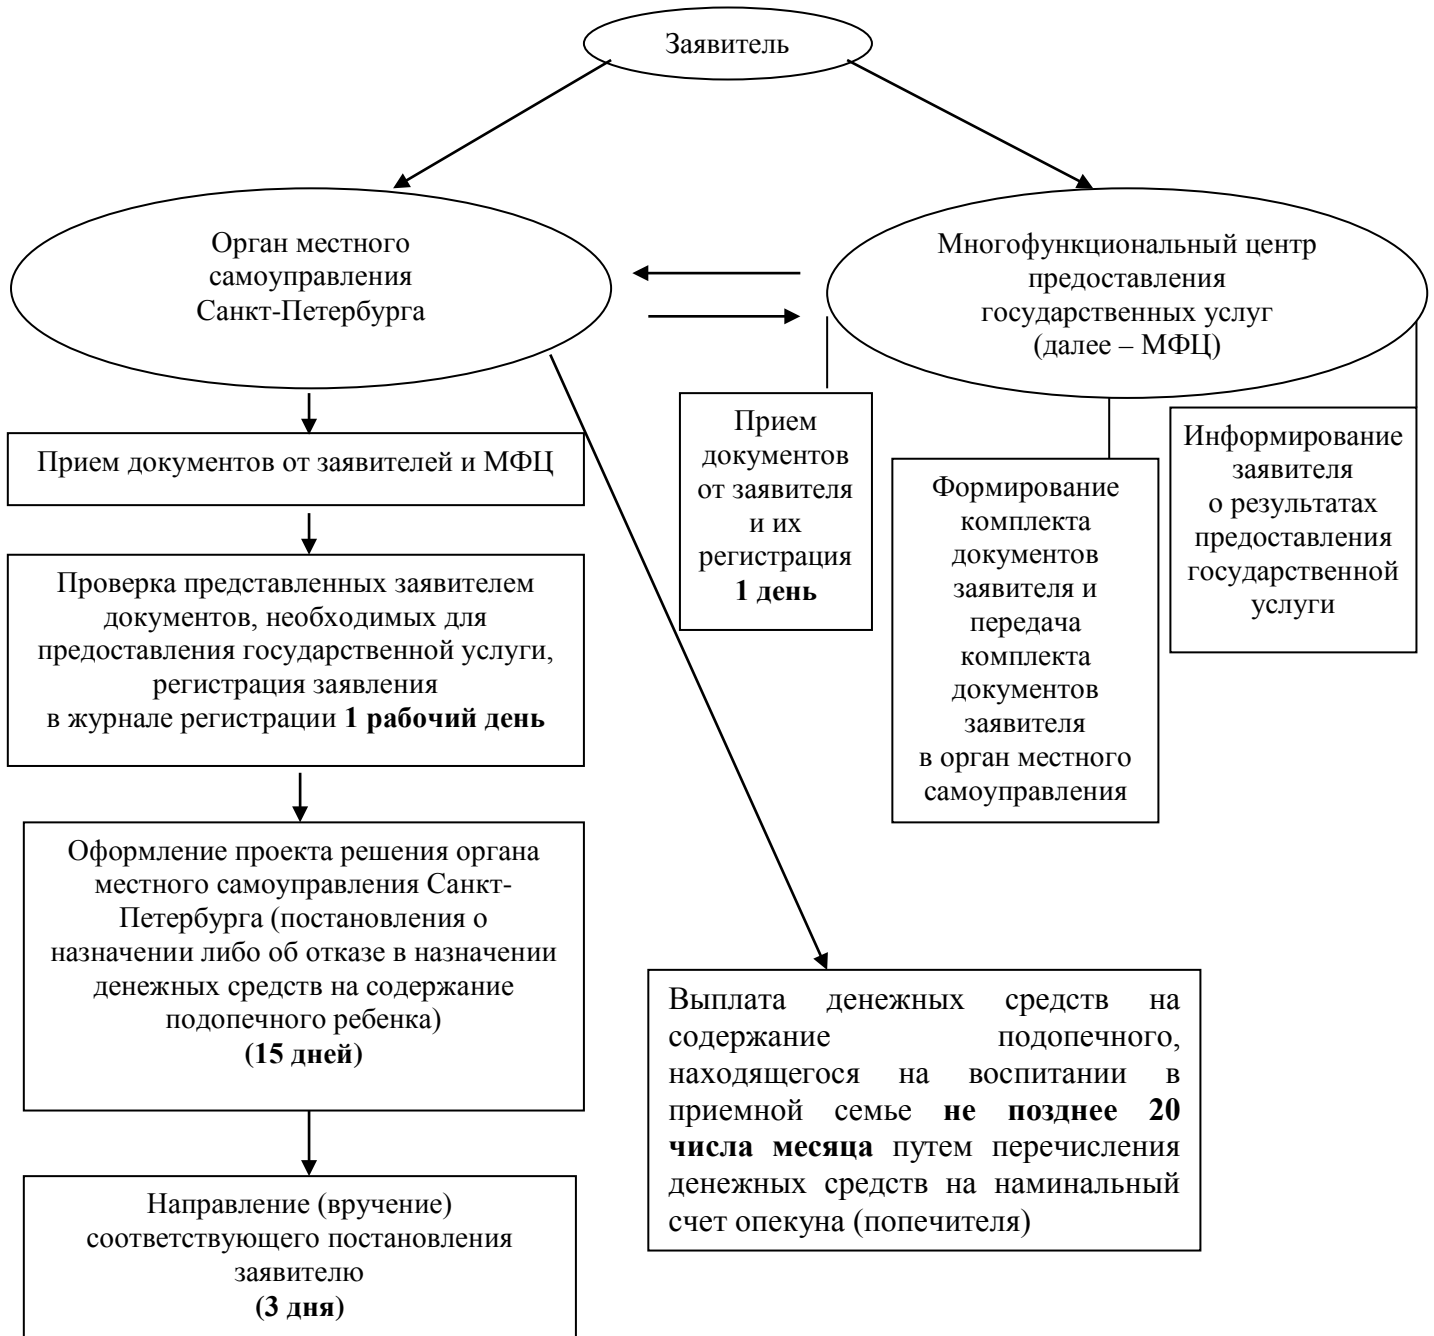 Заявитель
Орган местного
самоуправления
Санкт-Петербурга
Многофункциональный центр
предоставления
государственных услуг
(далее – МФЦ)
Прием документов от заявителей и МФЦ
Проверка представленных заявителем
документов, необходимых для
предоставления государственной услуги,
регистрация заявления
в журнале регистрации 1 рабочий день
Оформление проекта решения органа
местного самоуправления Санкт-
Петербурга (постановления о
назначении либо об отказе в назначении
денежных средств на содержание
подопечного ребенка)
(15 дней)
Направление (вручение)
соответствующего постановления
заявителю
(3 дня)
Прием
документов
от заявителя
и их
регистрация
1 день
Формирование
комплекта
документов
заявителя и
передача
комплекта
документов
заявителя
в орган местного
самоуправления
Информирование
заявителя
о результатах
предоставления
государственной
услуги
Выплата денежных средств на
содержание подопечного,
находящегося на воспитании в
приемной семье не позднее 20
числа месяца путем перечисления
денежных средств на наминальный
счет опекуна (попечителя)